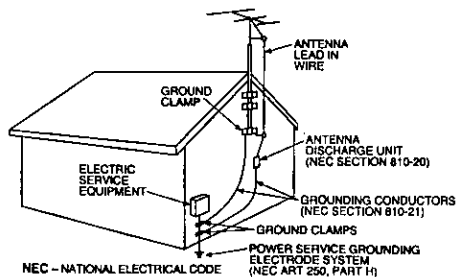 ANTENNA
LEAD IN
WIRE
GROUND
CLAMP
ANTENNA
DISCHARGE UNIT
(NEC SECTION 810-20)
ELECTRIC
SERVICE
EQUIPMENT
GROUNDING CONDUCTORS
(NEC SECTION 810-21)
GROUND CLAMPS
POWER SERVICE GROUNDING
ELECTRODE SYSTEM
(NEC ART 250, PART H)
NEC – NATIONAL ELECTRICAL CODE